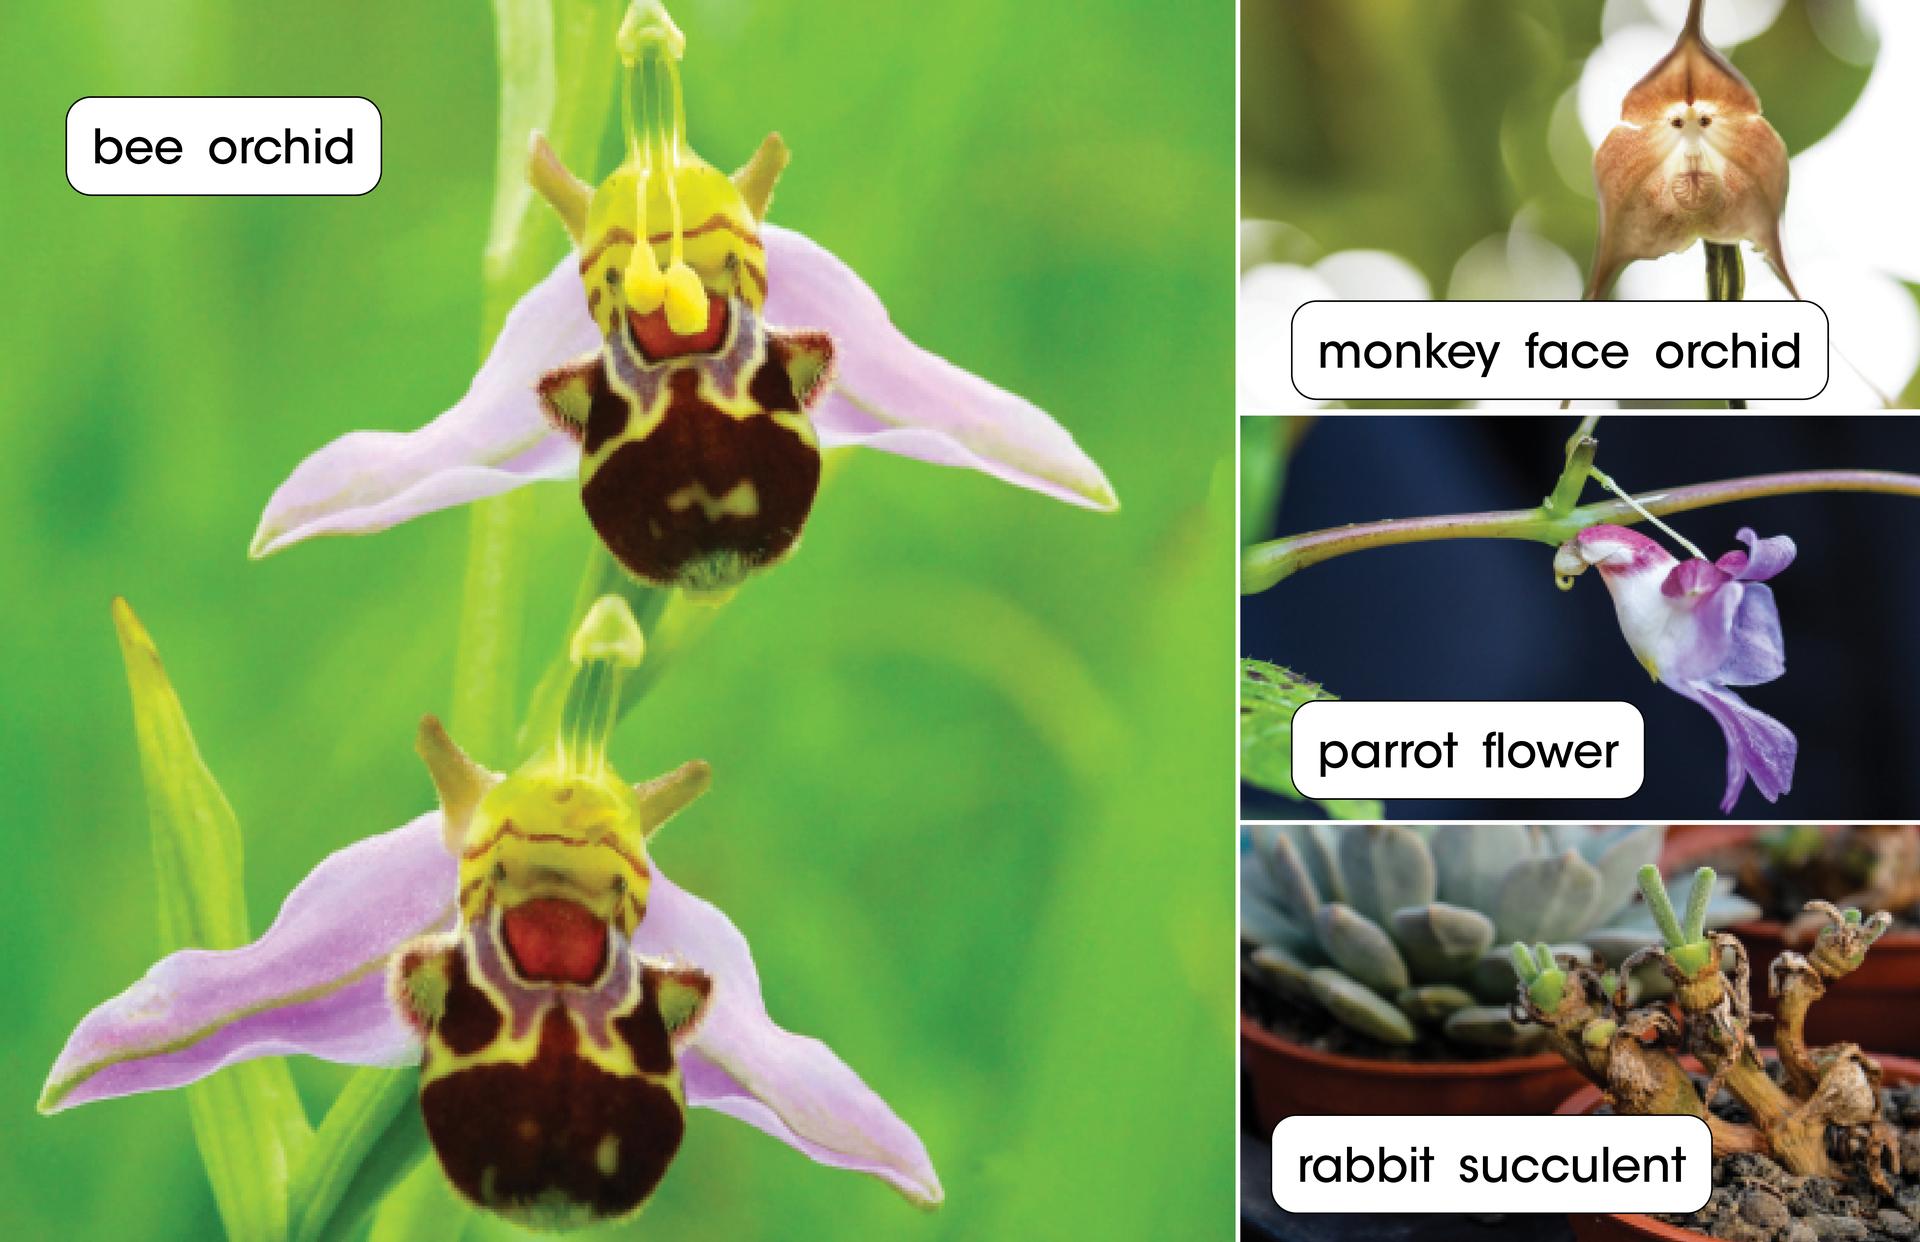 bee orchid
monkey face orchid
parrot flower
rabbit succulent